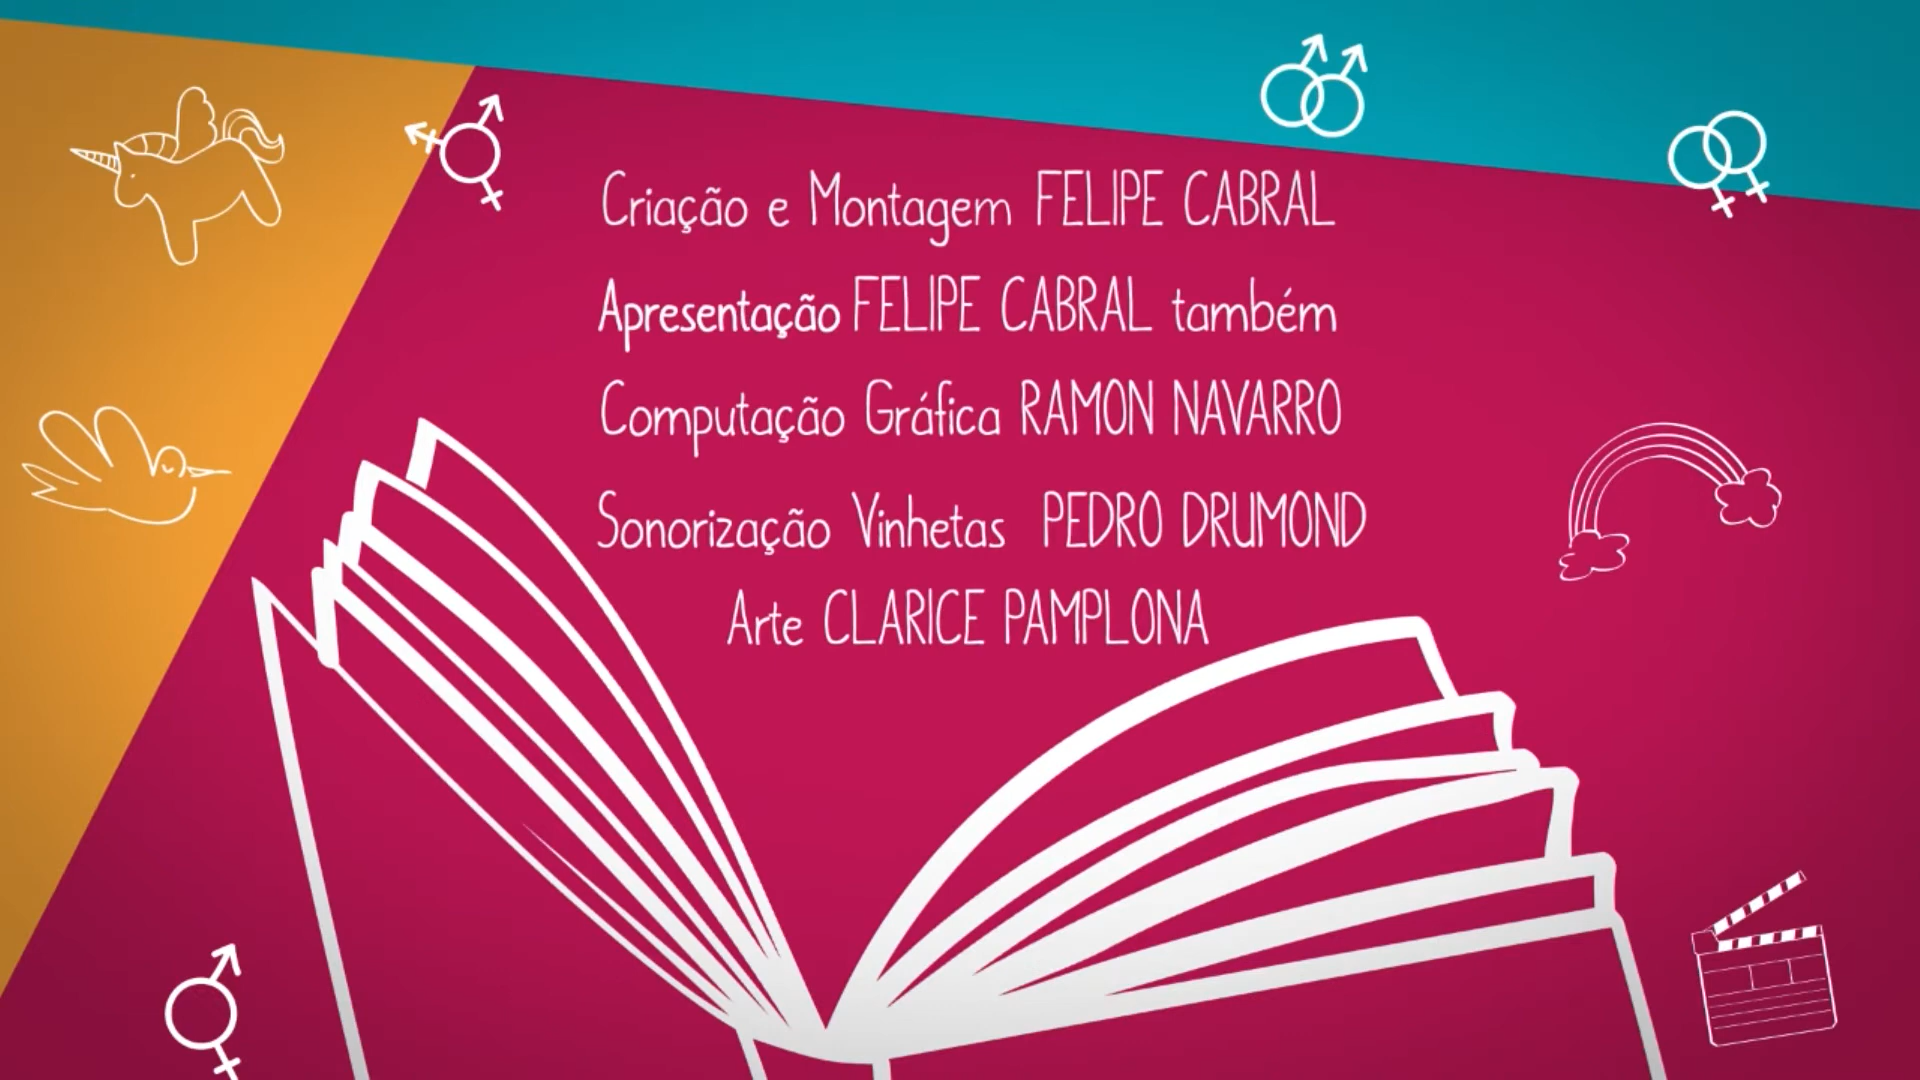 Criação e Montagem FELIPE CABRAL
Apresentação FELIPE CABRAL também
Computação Gráfica RAMON NAVARRO
Sonorização Vinhetas PEDRO DRUMOND
Arte CLARICE PAMPLONA